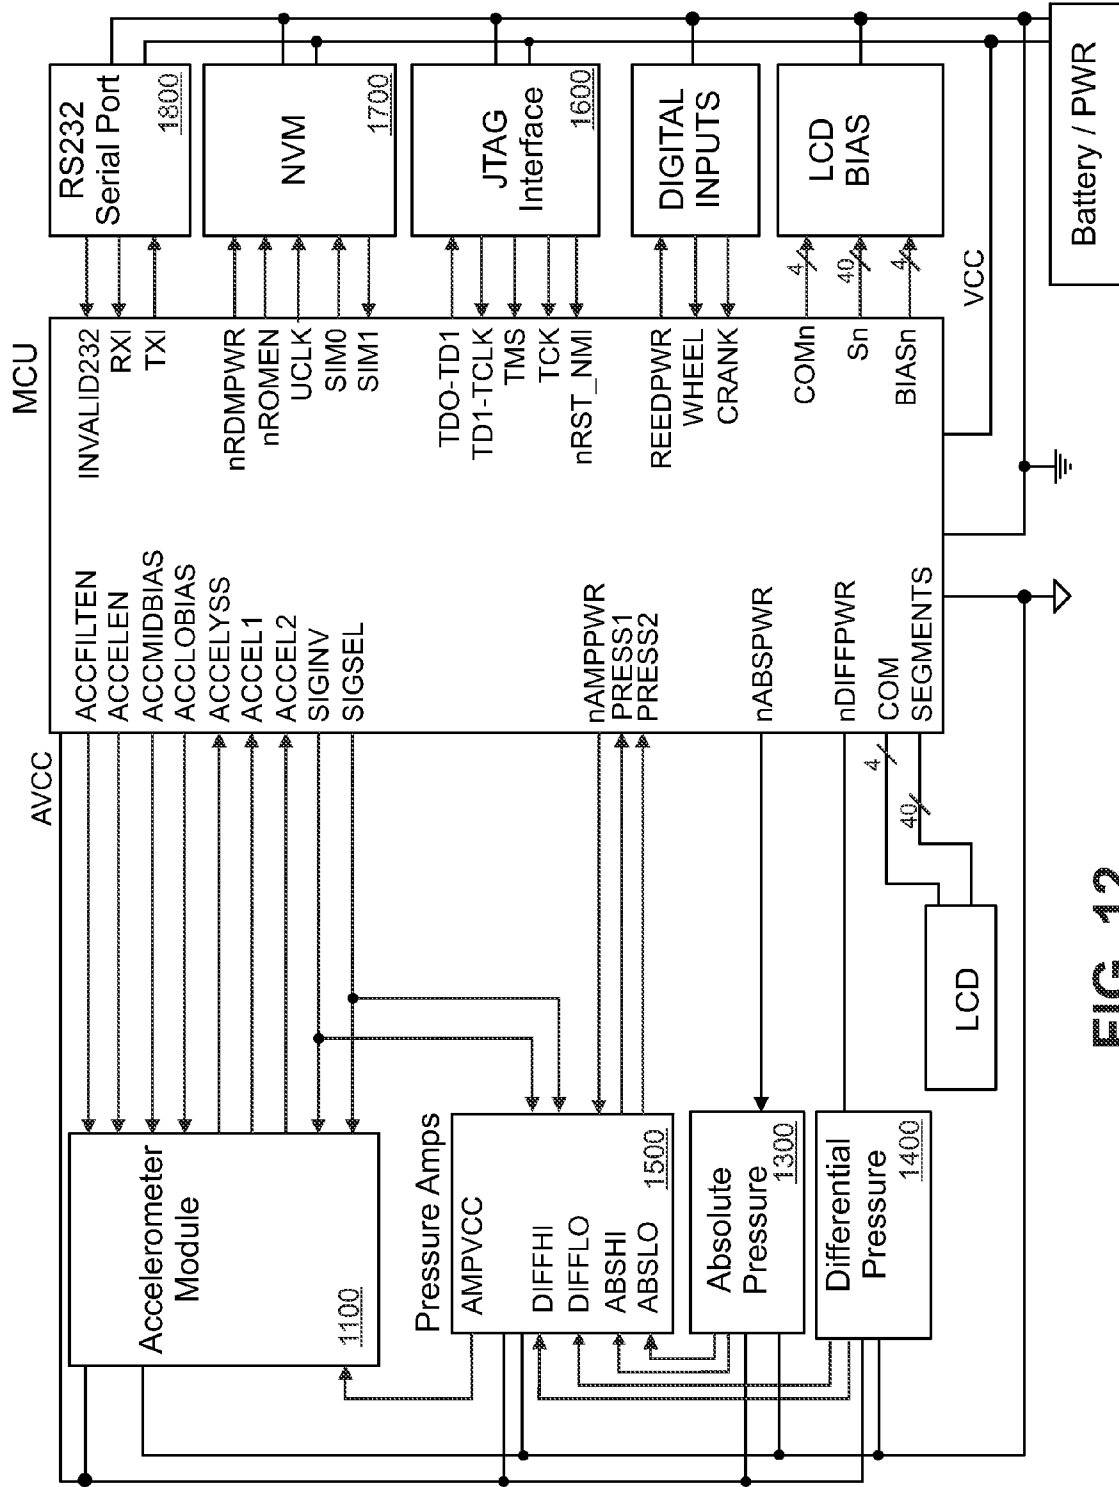 MCU
AVCC
VCC
RS232
Serial Port
1800
NVM
1700
JTAG
Interface
1600
DIGITAL
INPUTS
LCD
BIAS
Battery / PWR
INVALID232
RXI
TXI
nRDMPWR
nROMEN
UCLK
SIM0
SIM1
TDO-TD1
TD1-TCLK
TMS
TCK
nRST_NMI
REEDPWR
WHEEL
CRANK
COMn
Sn
BIASn
4
40
4
ACCFILTEN
ACCELEN
ACCMIDBIAS
ACCLOBIAS
ACCELYSS
ACCEL1
ACCEL2
SIGINV
SIGSEL
nAMPPWR
PRESS1
PRESS2
nABSPWR
nDIFFPWR
COM
SEGMENTS
4
40
LCD
Accelerometer
Module
1100
Pressure Amps
AMPVCC
DIFFHI
DIFFLO
ABSHI
ABSLO
1500
Absolute
Pressure
1300
Differential
Pressure
1400
FIG. 12